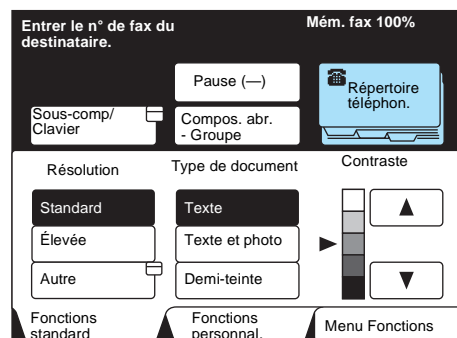 Entrer le n° de fax du
destinataire.
Mém. fax 100%
Pause (—)
Répertoire
téléphon.
Sous-comp/
Clavier
Compos. abr.
- Groupe
Résolution
Type de document
Contraste
Standard
Texte
Élevée
Texte et photo
Autre
Demi-teinte
Fonctions
standard
Fonctions
personnal.
Menu Fonctions